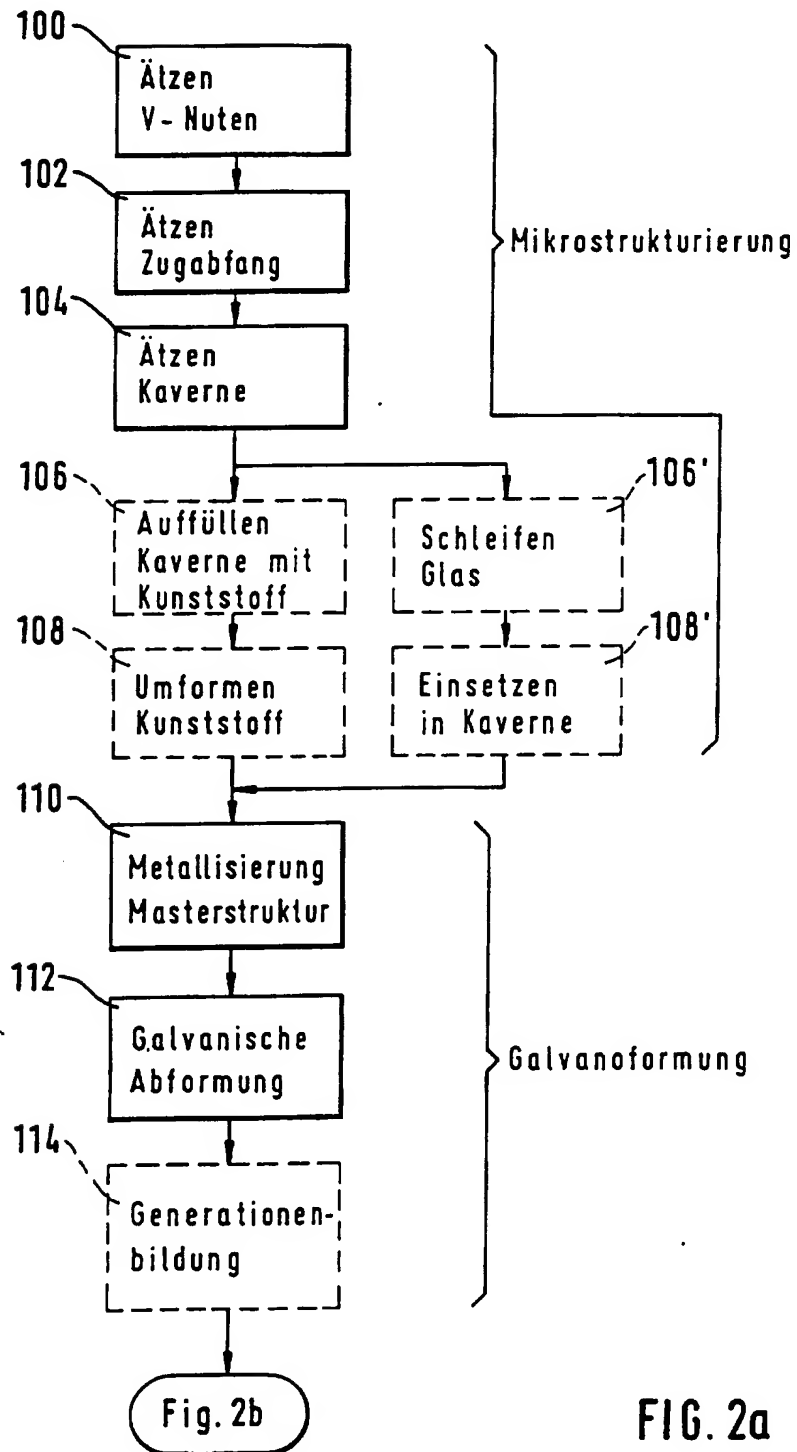 100
Ätzen
V-Nuten
102
Ätzen
Zugabfang
104
Ätzen
Kaverne
Mikrostrukturierung
106
Auffüllen
Kaverne mit
Kunststoff
106'
Schleifen
Glas
108
Umformen
Kunststoff
108'
Einsetzen
in Kaverne
110
Metallisierung
Masterstruktur
112
Galvanische
Abformung
Galvanoformung
114
Generationen-
bildung
Fig. 2b
FIG. 2a